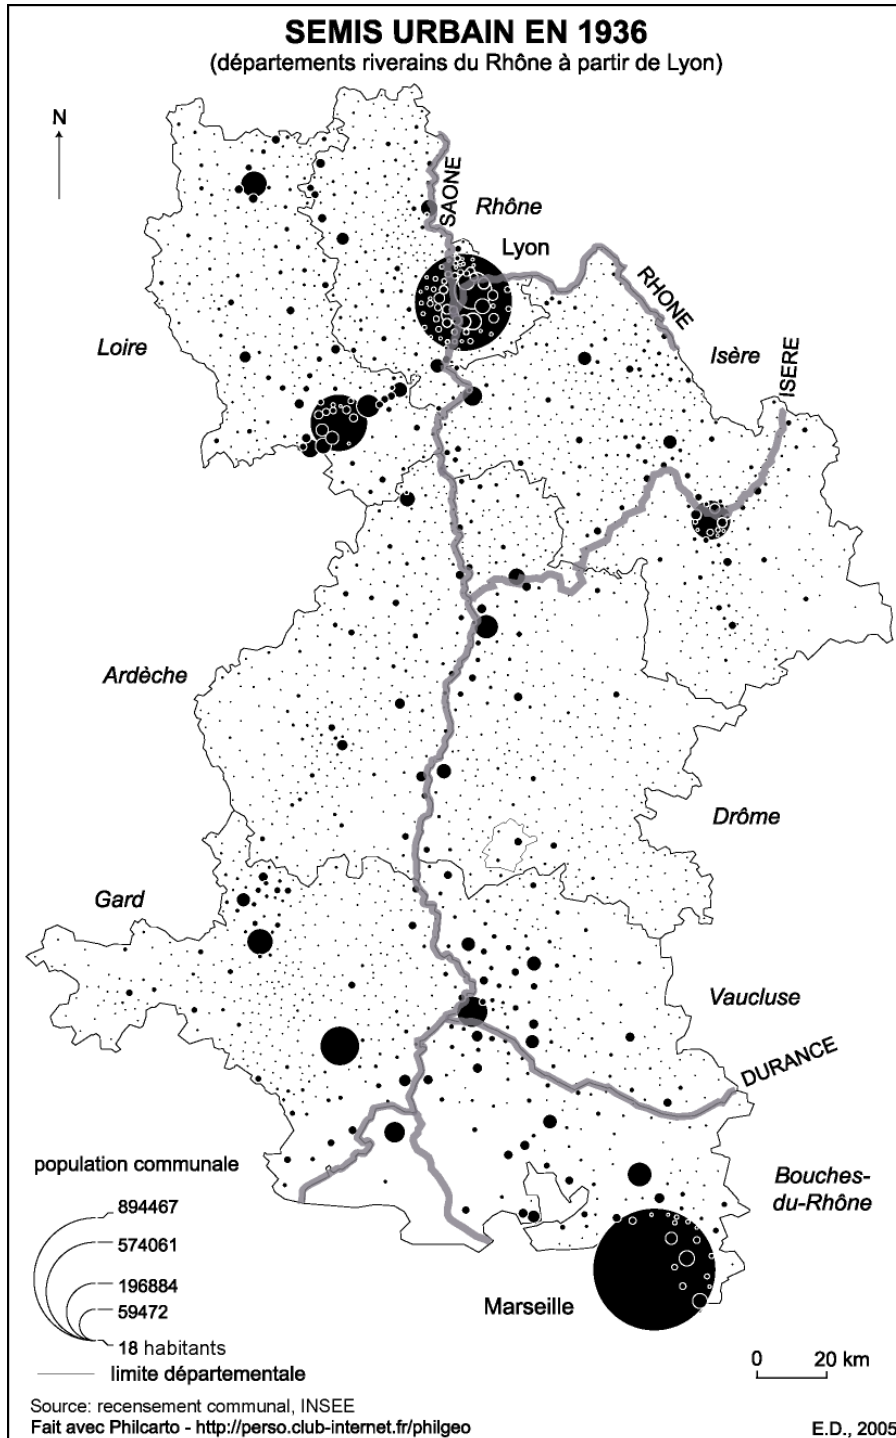 SEMIS URBAIN EN 1936
(départements riverains du Rhône à partir de Lyon)
N
SAONE
Rhône
Lyon
RHONE
Loire
Isère
ISERE
Ardèche
Drôme
Gard
Vaucluse
DURANCE
population communale
894467
574061
196884
59472
18 habitants
limite départementale
Bouches-
du-Rhône
Marseille
0 20 km
Source: recensement communal, INSEE
Fait avec Philcarto - http://perso.club-internet.fr/philgeo
E.D., 2005